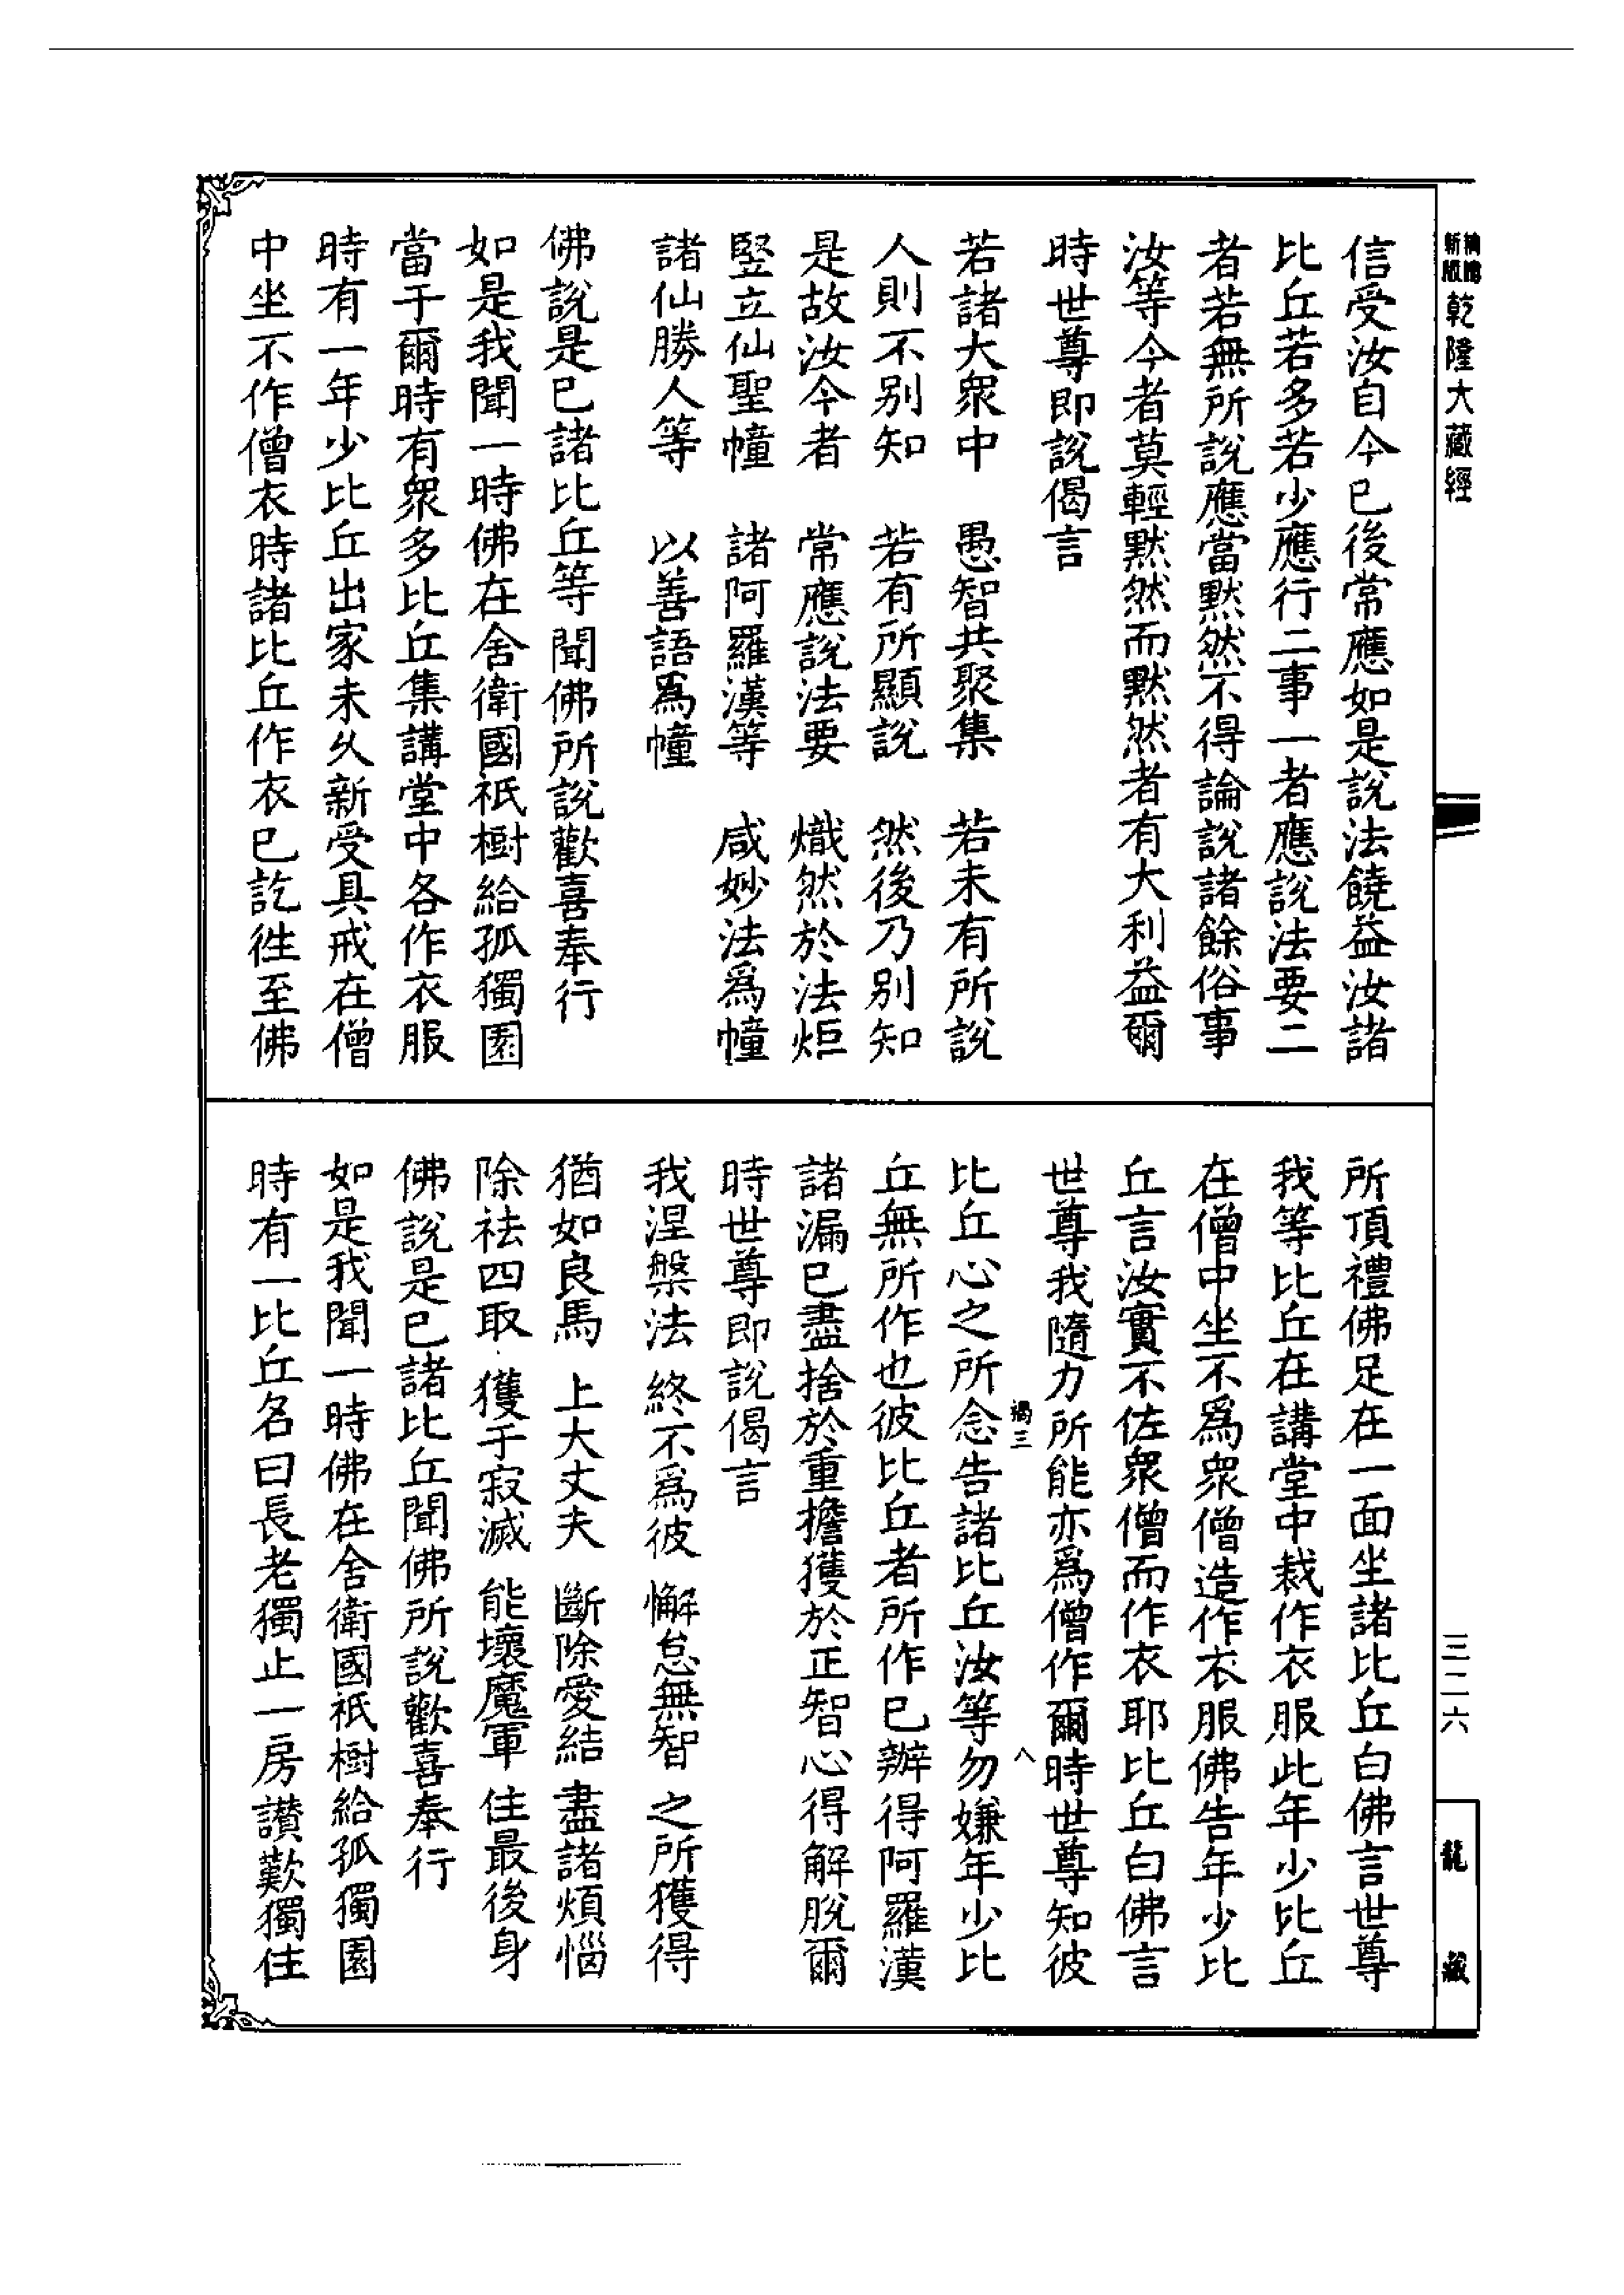 乾隆大藏經
信受汝自今已後常應如是說法饒益汝諸
比丘若多若少應行二事一者應說法要二
者若無所說應當默然不得論說諸餘俗事
汝等今者莫輕默然而默然者有大利益爾
時世尊即說偈言
若諸大衆中　愚智共聚集　若未有所說
人則不別知　若有所顯說　然後乃別知
是故汝今者　常應說法要　熾然於法炬
竪立仙聖幢　諸阿羅漢等　咸妙法爲幢
諸仙勝人等　以善語爲幢
佛說是已諸比丘等聞佛所說歡喜奉行
如是我聞一時佛在舍衛國祇樹給孤獨園
當于爾時有衆多比丘集講堂中各作衣服
時有一年少比丘出家未久新受具戒在僧
中坐不作僧衣時諸比丘作衣已訖徃至佛
所頂禮佛足在一面坐諸比丘白佛言世尊
我等比丘在講堂中裁作衣服此年少比丘
在僧中坐不爲衆僧造作衣服佛告年少比
丘言汝實不佐衆僧而作衣耶比丘白佛言
世尊我隨力所能亦爲僧作爾時世尊知彼
比丘心之所念告諸比丘汝等勿嫌年少比
丘無所作也彼比丘者所作已辦得阿羅漢
諸漏已盡捨於重擔獲於正智心得解脫爾
時世尊即說偈言
我涅槃法　終不爲彼　懈怠無智　之所獲得
猶如良馬　上大丈夫　斷除愛結　盡諸煩惱
除祛四取　獲于寂滅　能壞魔軍　住最後身
佛說是已諸比丘聞佛所說歡喜奉行
如是我聞一時佛在舍衛國祇樹給孤獨園
時有一比丘名曰長老獨止一房讃歎獨住
三二六
龍藏
八